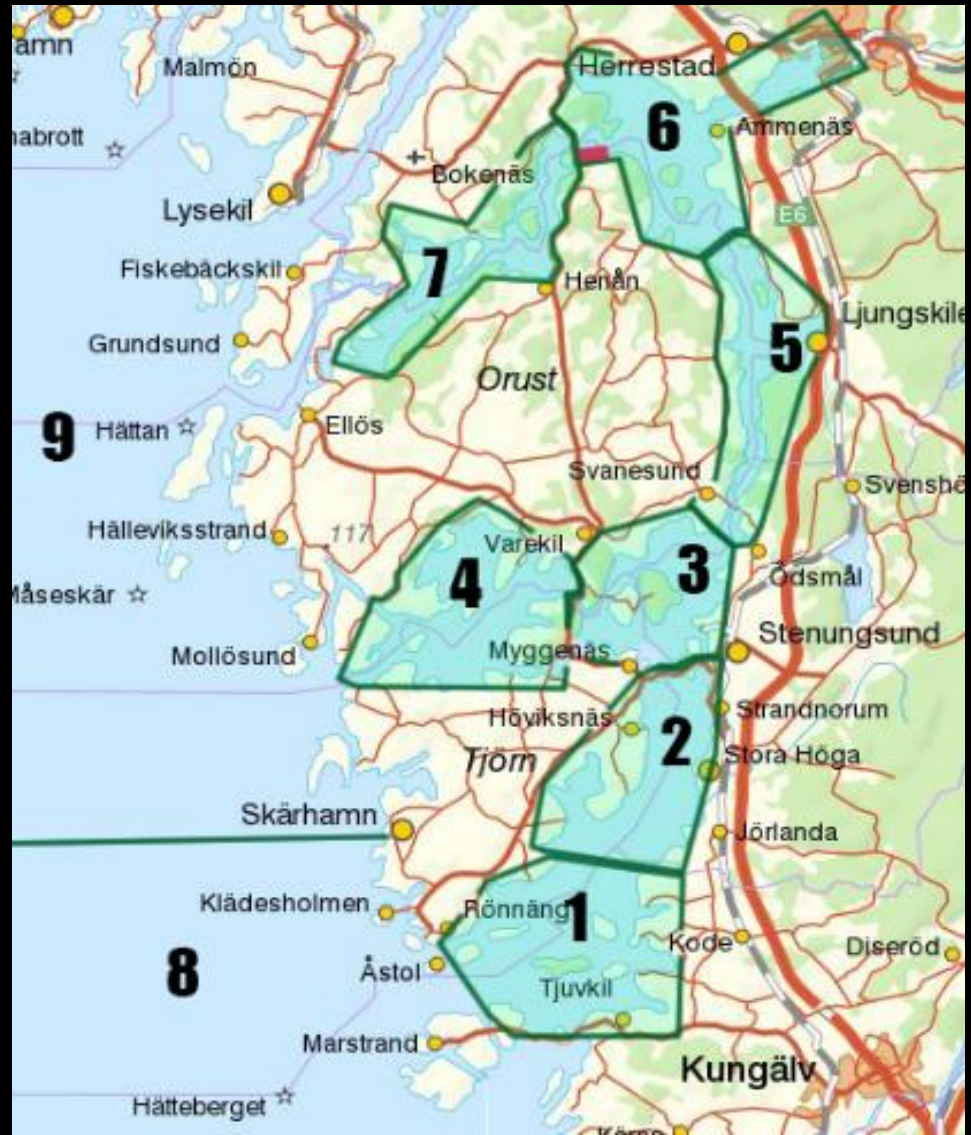 amn
Malmön
Herrestad
6
Ammenäs
nabrott
Bokenäs
Lysekil
E6
Fiskebäckskil
7
Henån
Ljungskile
Grundsund
5
Orust
9
Hättan
Ellös
Svanesund
Svenshö
Hälleviksstrand
117
Varekil
4
3
Ödsmål
Måseskär
Stenungsund
Mollösund
Myggenäs
Höviksnäs
Strandnorum
2
Tjörn
Stora Höga
Skärhamn
Jörlanda
Klädesholmen
Rönnäng
1
Kode
Diseröd
8
Åstol
Tjuvkil
Marstrand
Kungälv
Hätteberget